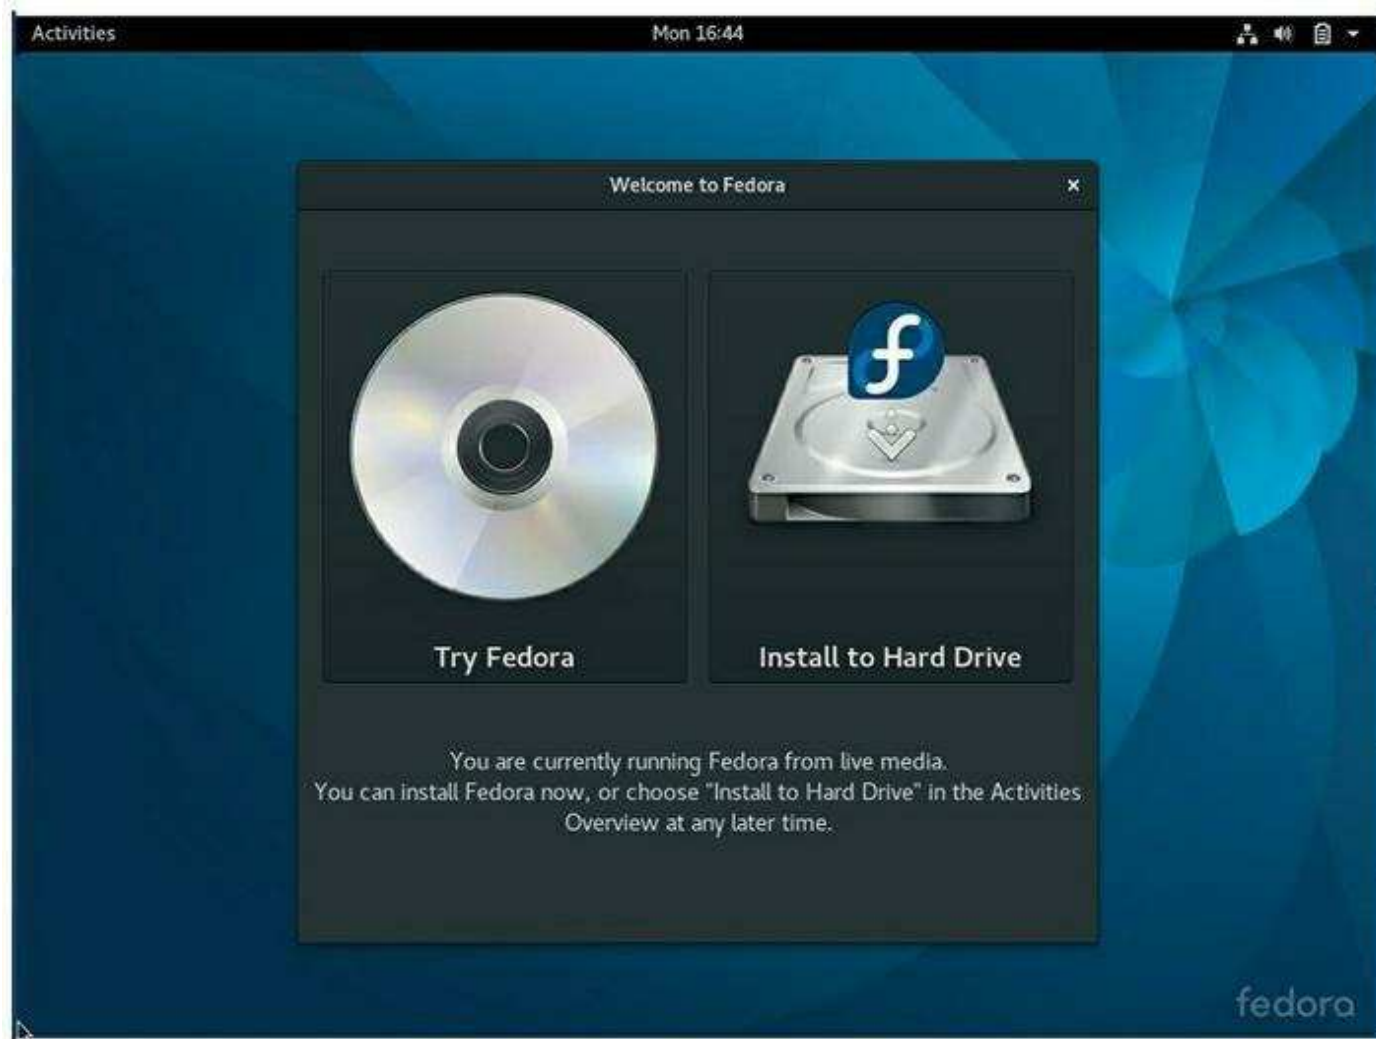 Activities
Mon 16:44
Welcome to Fedora
Try Fedora
Install to Hard Drive
You are currently running Fedora from live media.
You can install Fedora now, or choose "Install to Hard Drive" in the Activities
Overview at any later time.
fedora